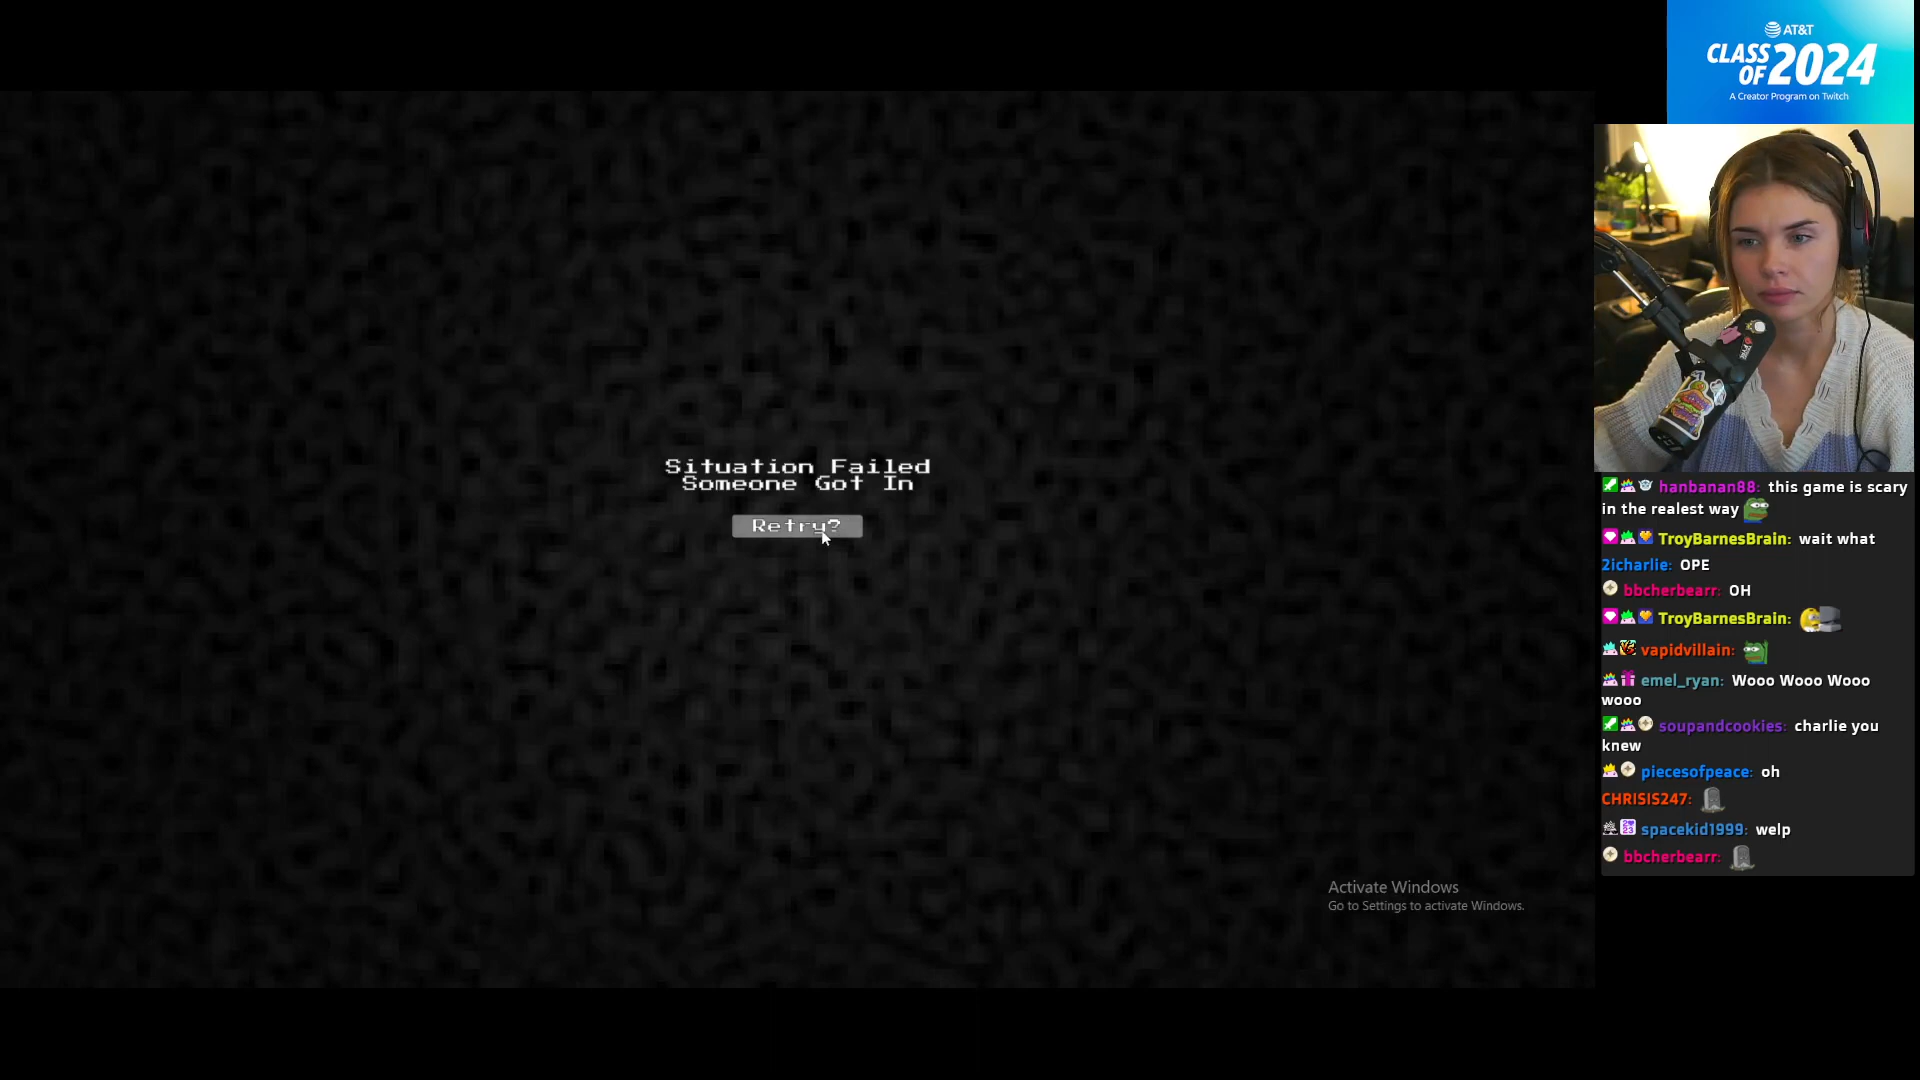 AT&T
CLASS
OF 2024
A Creator Program on Twitch
Situation Failed
Someone Got In
Retry?
hanbanan88: this game is scary
in the realest way
TroyBarnesBrain: wait what
2icharlie: OPE
bbcherbearr: OH
TroyBarnesBrain:
vapidvillain:
emel_ryan: Wooo Wooo Wooo
wooo
soupandcookies: charlie you
knew
piecesofpeace: oh
CHRISIS247:
spacekid1999: welp
bbcherbearr:
Activate Windows
Go to Settings to activate Windows.